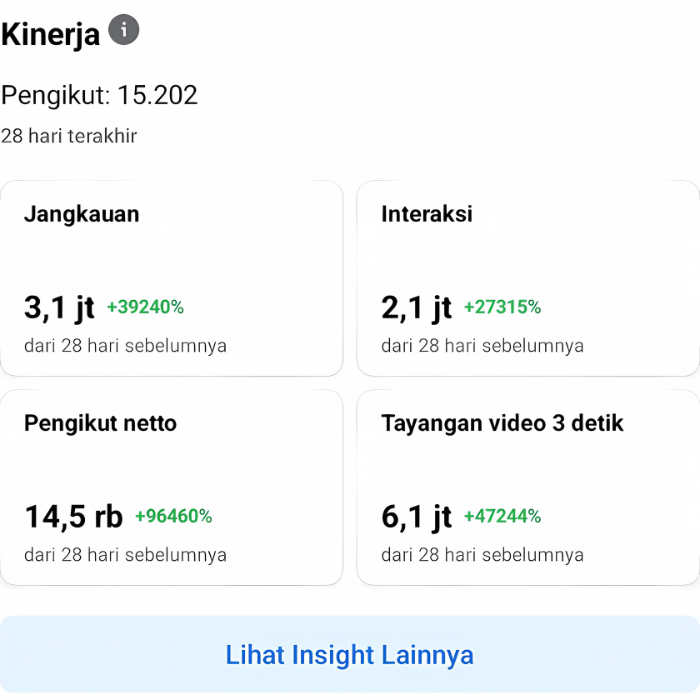 Kinerja
Pengikut: 15.202
28 hari terakhir
Jangkauan
3,1 jt +39240%
dari 28 hari sebelumnya
Interaksi
2,1 jt +27315%
dari 28 hari sebelumnya
Pengikut netto
14,5 rb +96460%
dari 28 hari sebelumnya
Tayangan video 3 detik
6,1 jt +47244%
dari 28 hari sebelumnya
Lihat Insight Lainnya